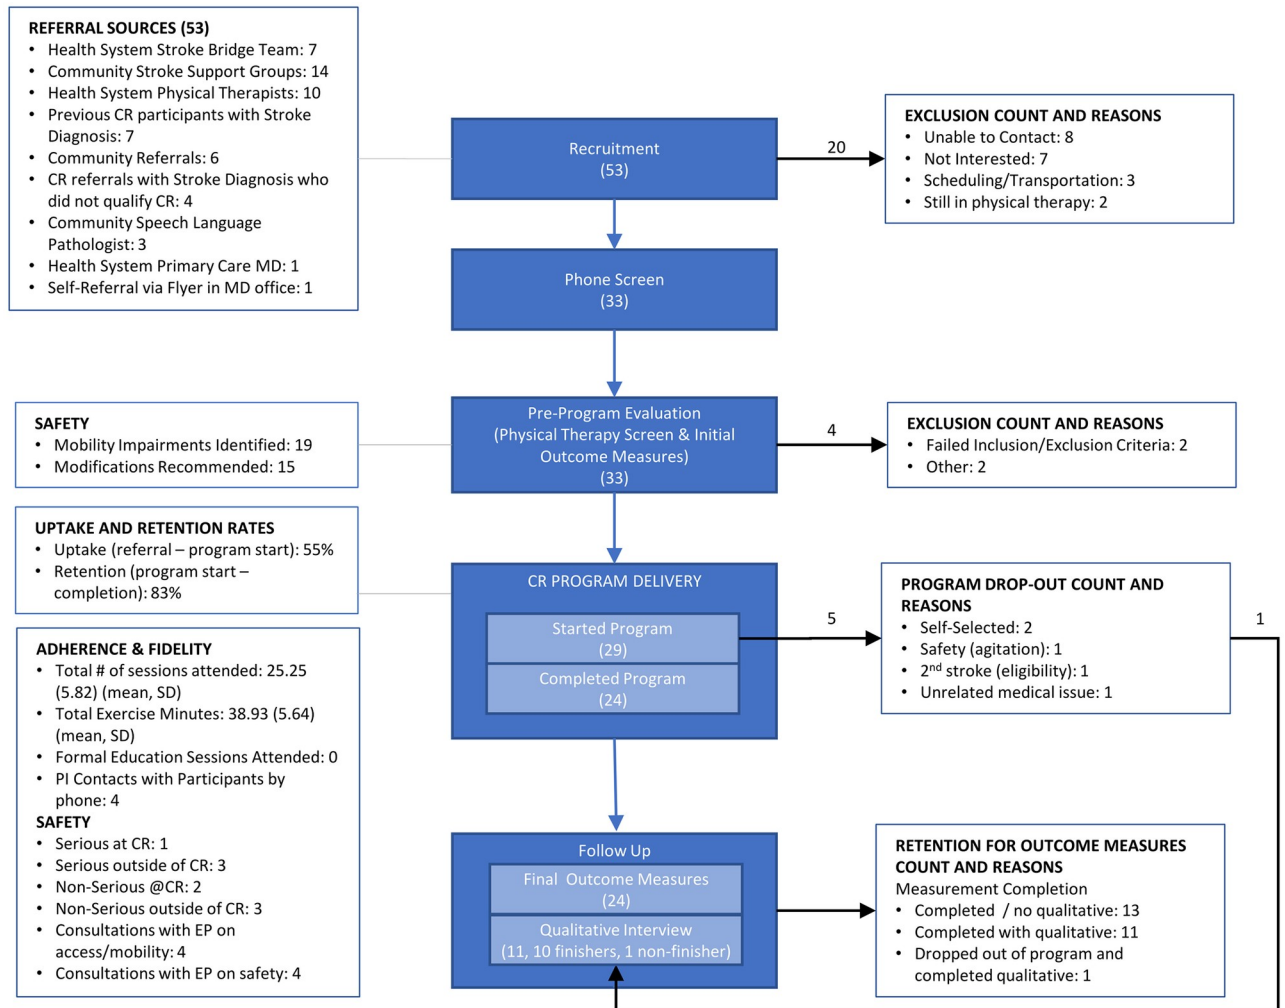 REFERRAL SOURCES (53)
• Health System Stroke Bridge Team: 7
• Community Stroke Support Groups: 14
• Health System Physical Therapists: 10
• Previous CR participants with Stroke
Diagnosis: 7
• Community Referrals: 6
• CR referrals with Stroke Diagnosis who
did not qualify CR: 4
• Community Speech Language
Pathologist: 3
• Health System Primary Care MD: 1
• Self-Referral via Flyer in MD office: 1
Recruitment
(53)
20
EXCLUSION COUNT AND REASONS
• Unable to Contact: 8
• Not Interested: 7
• Scheduling/Transportation: 3
• Still in physical therapy: 2
Phone Screen
(33)
SAFETY
• Mobility Impairments Identified: 19
• Modifications Recommended: 15
Pre-Program Evaluation
(Physical Therapy Screen & Initial
Outcome Measures)
(33)
4
EXCLUSION COUNT AND REASONS
• Failed Inclusion/Exclusion Criteria: 2
• Other: 2
UPTAKE AND RETENTION RATES
• Uptake (referral – program start): 55%
• Retention (program start –
completion): 83%
CR PROGRAM DELIVERY
Started Program
(29)
Completed Program
(24)
5
PROGRAM DROP-OUT COUNT AND
REASONS
• Self-Selected: 2
• Safety (agitation): 1
• 2nd stroke (eligibility): 1
• Unrelated medical issue: 1
1
ADHERENCE & FIDELITY
• Total # of sessions attended: 25.25
(5.82) (mean, SD)
• Total Exercise Minutes: 38.93 (5.64)
(mean, SD)
• Formal Education Sessions Attended: 0
• PI Contacts with Participants by
phone: 4
SAFETY
• Serious at CR: 1
• Serious outside of CR: 3
• Non-Serious @CR: 2
• Non-Serious outside of CR: 3
• Consultations with EP on
access/mobility: 4
• Consultations with EP on safety: 4
Follow Up
Final Outcome Measures
(24)
Qualitative Interview
(11, 10 finishers, 1 non-finisher)
RETENTION FOR OUTCOME MEASURES
COUNT AND REASONS
Measurement Completion
• Completed / no qualitative: 13
• Completed with qualitative: 11
• Dropped out of program and
completed qualitative: 1